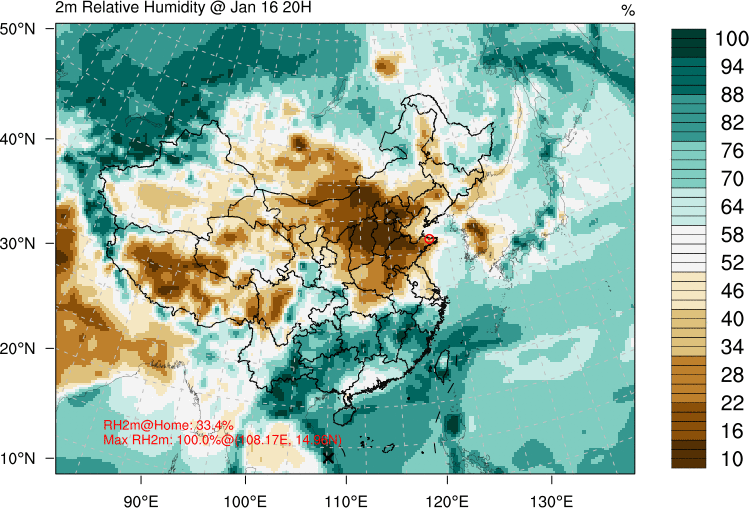 2m Relative Humidity @ Jan 16 20H
%
50°N
40°N
30°N
20°N
10°N
90°E
100°E
110°E
120°E
130°E
100
94
88
82
76
70
64
58
52
46
40
34
28
22
16
10
RH2m@Home: 33.4%
Max RH2m: 100.0%@(108.17E,